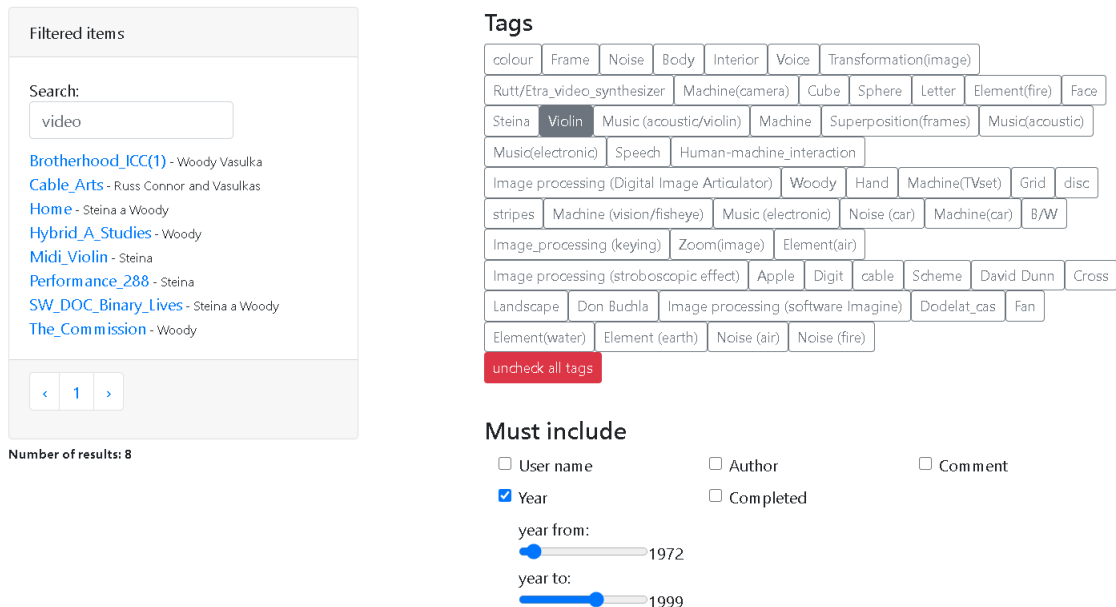 Filtered items
Search:
video
Brotherhood_ICC(1) - Woody Vasulka
Cable_Arts - Russ Connor and Vasulkas
Home - Steina a Woody
Hybrid_A_Studies - Woody
Midi_Violin - Steina
Performance_288 - Steina
SW_DOC_Binary_Lives - Steina a Woody
The_Commission - Woody
‹ 1 ›
Number of results: 8
Tags
colour Frame Noise Body Interior Voice Transformation(image)
Rutt/Etra_video_synthesizer Machine(camera) Cube Sphere Letter Element(fire) Face
Steina Violin Music (acoustic/violin) Machine Superposition(frames) Music(acoustic)
Music(electronic) Speech Human-machine_interaction
Image processing (Digital Image Articulator) Woody Hand Machine(TVset) Grid disc
stripes Machine (vision/fisheye) Music (electronic) Noise (car) Machine(car) B/W
Image_processing (keying) Zoom(image) Element(air)
Image processing (stroboscopic effect) Apple Digit cable Scheme David Dunn Cross
Landscape Don Buchla Image processing (software Imagine) Dodelat_cas Fan
Element(water) Element (earth) Noise (air) Noise (fire)
uncheck all tags
Must include
User name Author Comment
Year Completed
year from:
1972
year to:
1999